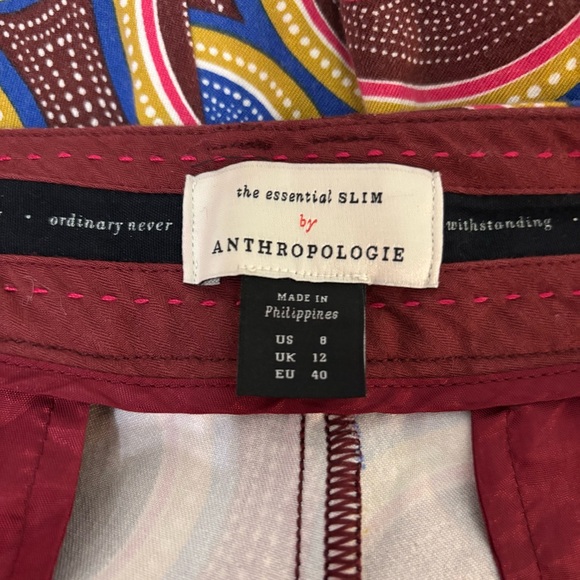 the essential SLIM
by
ANTHROPOLOGIE
· ordinary never
withstanding ·
MADE IN
Philippines
US 8
UK 12
EU 40